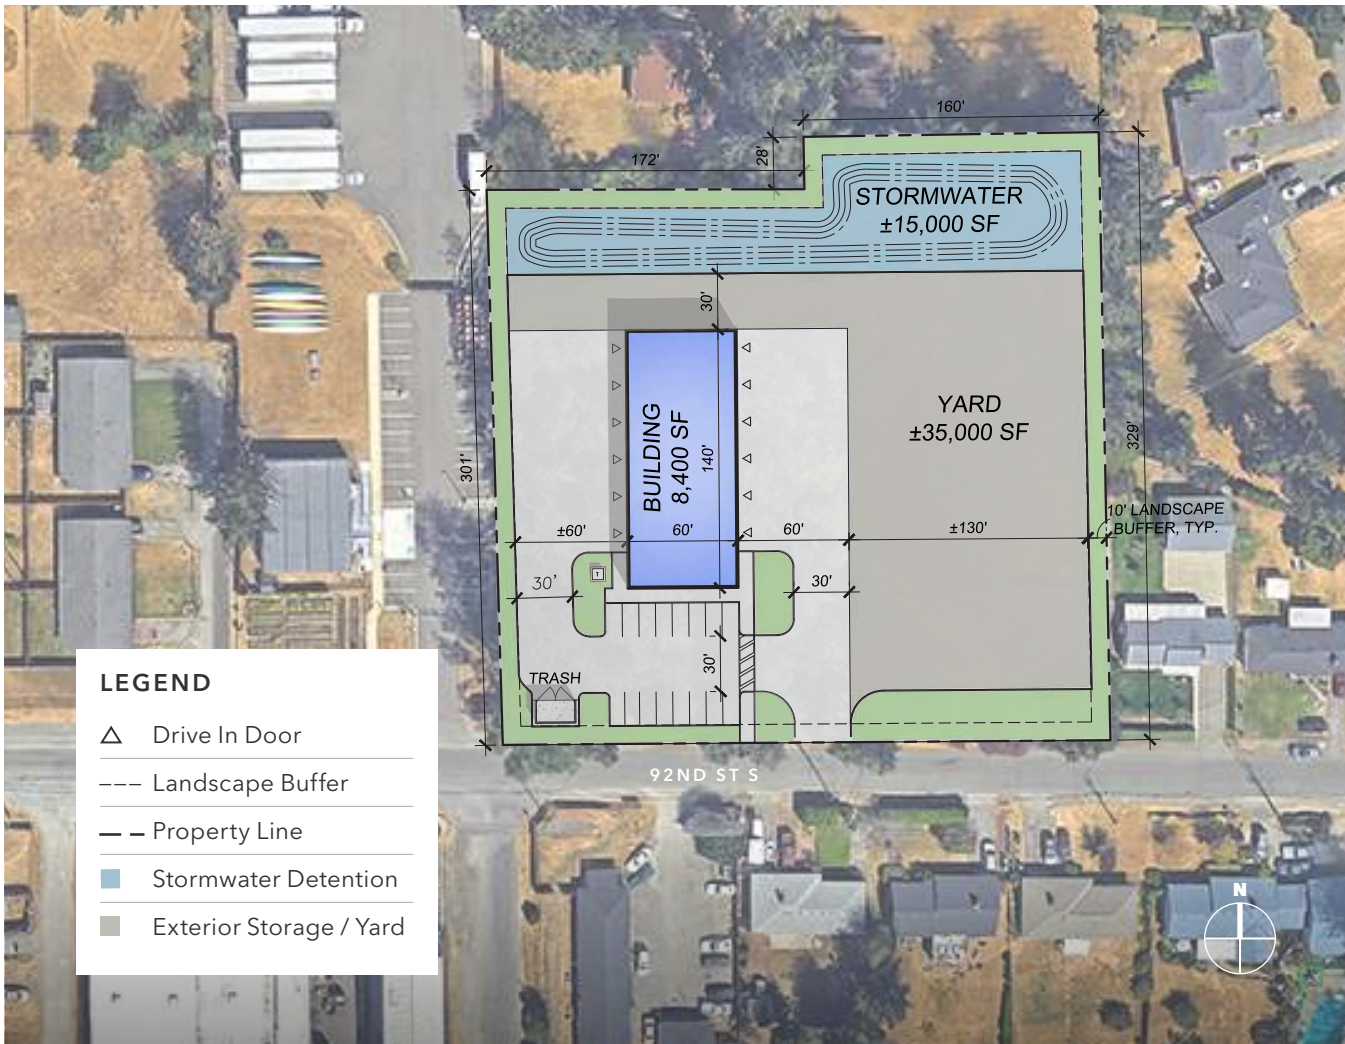 160'
172'
28'
STORMWATER
±15,000 SF
30'
BUILDING
8,400 SF
140'
YARD
±35,000 SF
301'
329'
10' LANDSCAPE
BUFFER, TYP.
±60'
60'
60'
±130'
30'
T
30'
30'
TRASH
92ND ST S
LEGEND
Drive In Door
Landscape Buffer
Property Line
Stormwater Detention
Exterior Storage / Yard
N